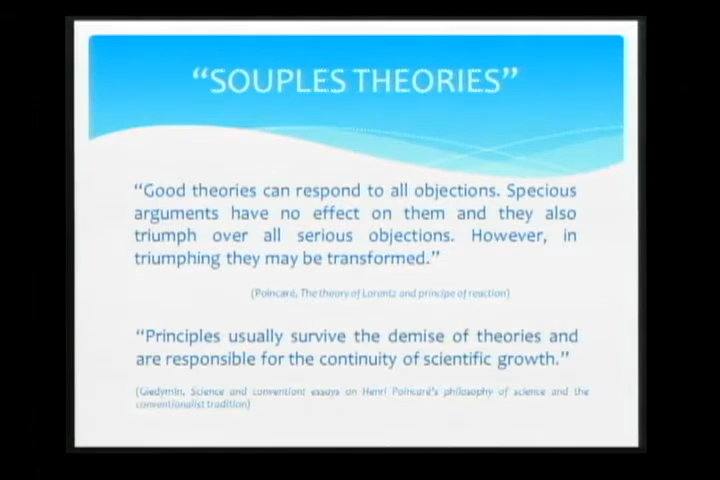 “SOUPLES THEORIES”
“Good theories can respond to all objections. Specious
arguments have no effect on them and they also
triumph over all serious objections. However, in
triumphing they may be transformed.”
(Poincaré, The theory of Lorentz and principe of reaction)
“Principles usually survive the demise of theories and
are responsible for the continuity of scientific growth.”
(Giedymin, Science and convention: essays on Henri Poincaré's philosophy of science and the
conventionalist tradition)